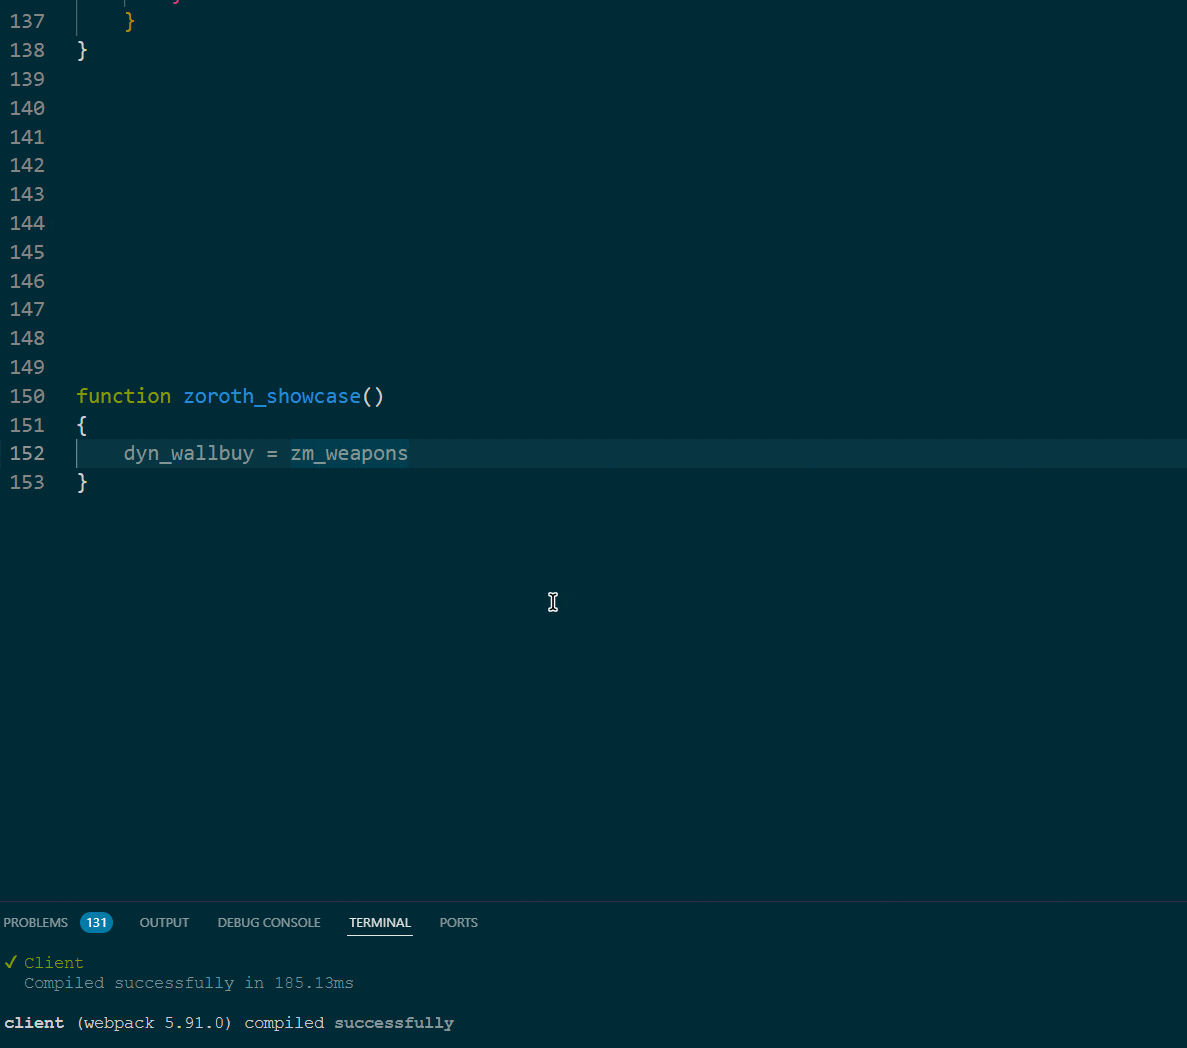 137 }
138 }
139
140
141
142
143
144
145
146
147
148
149
150 function zoroth_showcase()
151 {
152 dyn_wallbuy = zm_weapons
153 }
PROBLEMS 131 OUTPUT DEBUG CONSOLE TERMINAL PORTS
✓ Client
Compiled successfully in 185.13ms
client (webpack 5.91.0) compiled successfully